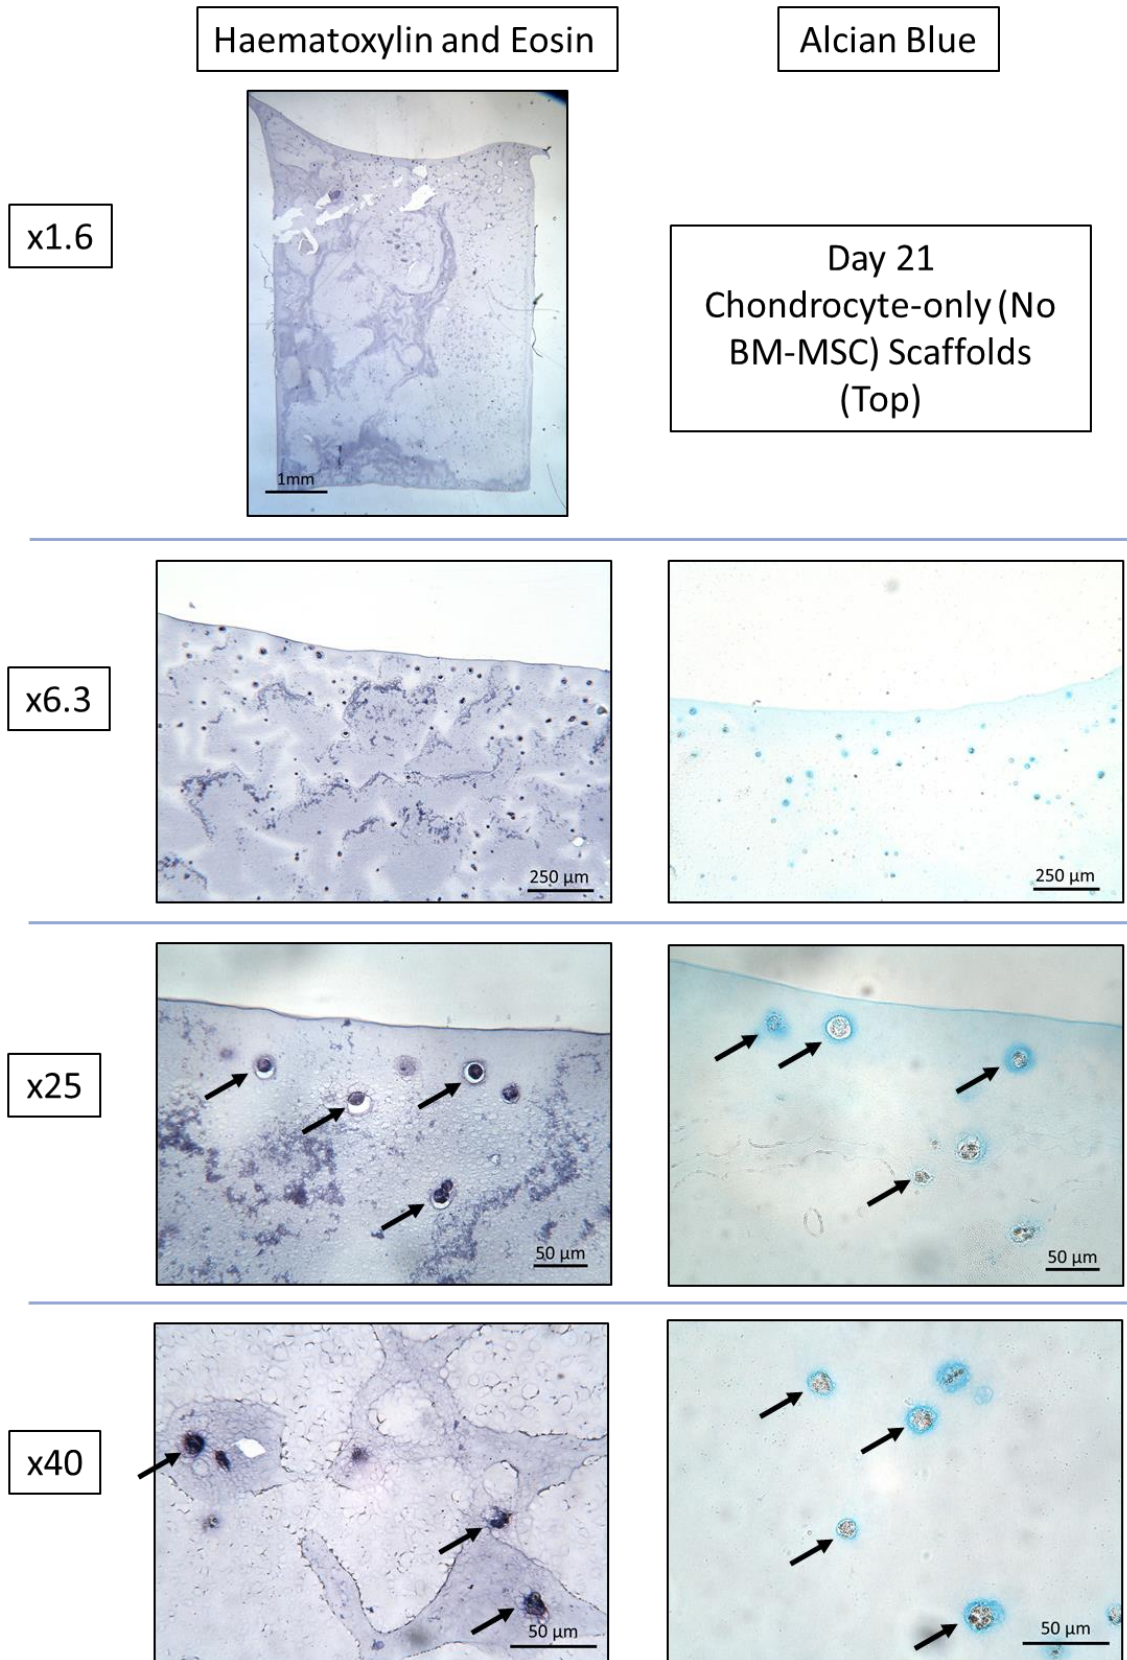 Haematoxylin and Eosin
Alcian Blue
x1.6
1mm
Day 21
Chondrocyte-only (No
BM-MSC) Scaffolds
(Top)
x6.3
250 µm
250 µm
x25
50 µm
50 µm
x40
50 µm
50 µm